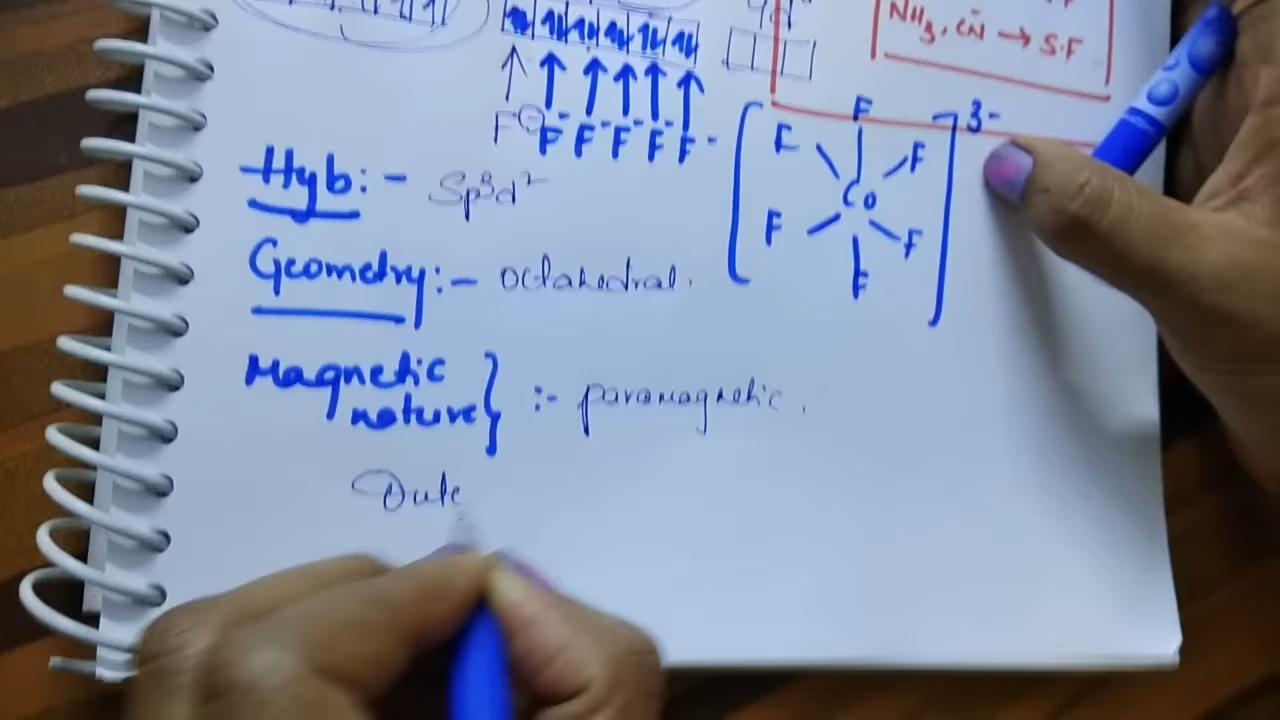 NH3, CN → S.F
F F F F F F -
[ F F F Co F F F ] 3-
Hyb:- Sp3d2
Geometry:- octahedral.
Magnetic nature } :- paramagnetic.
Oute